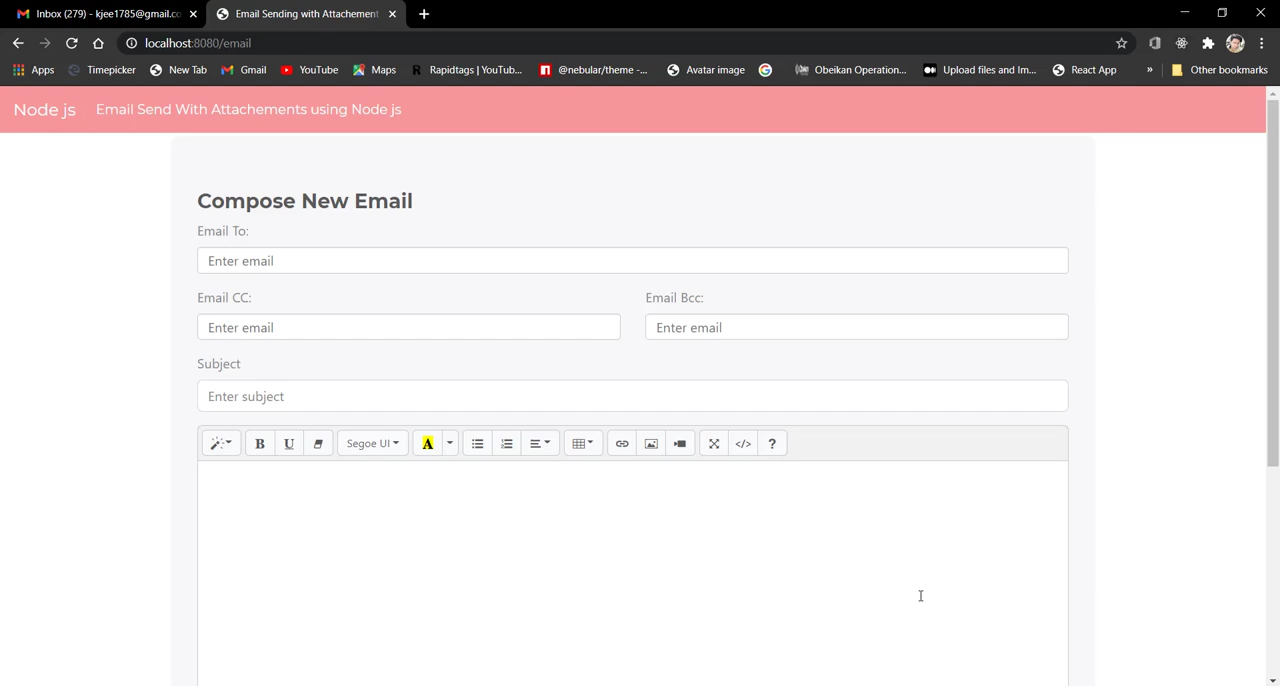 Inbox (279) - kjee1785@gmail.co
Email Sending with Attachement
localhost:8080/email
Apps Timepicker New Tab Gmail YouTube Maps Rapidtags | YouTub... @nebular/theme -... Avatar image Obeikan Operation... Upload files and Im... React App » Other bookmarks
Node js Email Send With Attachements using Node js
Compose New Email
Email To:
Enter email
Email CC: Email Bcc:
Enter email Enter email
Subject
Enter subject
B U Segoe UI A </> ?